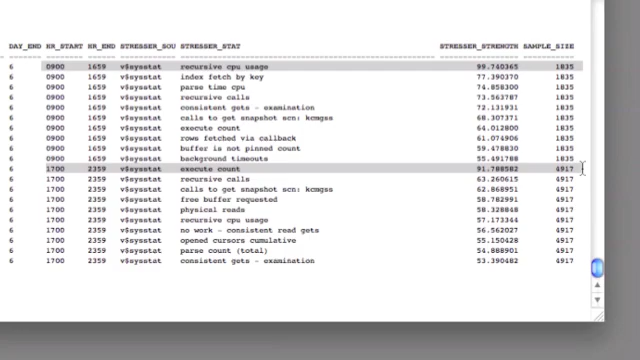 DAY_END HR_START HR_END STRESSER_SOU STRESSER_STAT STRESSER_STRENGTH SAMPLE_SIZE
6 0900 1659 v$sysstat recursive cpu usage 99.740365 1835
6 0900 1659 v$sysstat index fetch by key 77.390370 1835
6 0900 1659 v$sysstat parse time cpu 74.858300 1835
6 0900 1659 v$sysstat recursive calls 73.563787 1835
6 0900 1659 v$sysstat consistent gets - examination 72.131931 1835
6 0900 1659 v$sysstat calls to get snapshot scn: kcmgss 68.307371 1835
6 0900 1659 v$sysstat execute count 64.012800 1835
6 0900 1659 v$sysstat rows fetched via callback 61.074906 1835
6 0900 1659 v$sysstat buffer is not pinned count 59.478830 1835
6 0900 1659 v$sysstat background timeouts 55.491788 1835
6 1700 2359 v$sysstat execute count 91.788582 4917
6 1700 2359 v$sysstat recursive calls 63.260615 4917
6 1700 2359 v$sysstat calls to get snapshot scn: kcmgss 62.868951 4917
6 1700 2359 v$sysstat free buffer requested 58.782991 4917
6 1700 2359 v$sysstat physical reads 58.328848 4917
6 1700 2359 v$sysstat recursive cpu usage 57.173344 4917
6 1700 2359 v$sysstat no work - consistent read gets 56.562027 4917
6 1700 2359 v$sysstat opened cursors cumulative 55.150428 4917
6 1700 2359 v$sysstat parse count (total) 54.888901 4917
6 1700 2359 v$sysstat consistent gets - examination 53.390482 4917